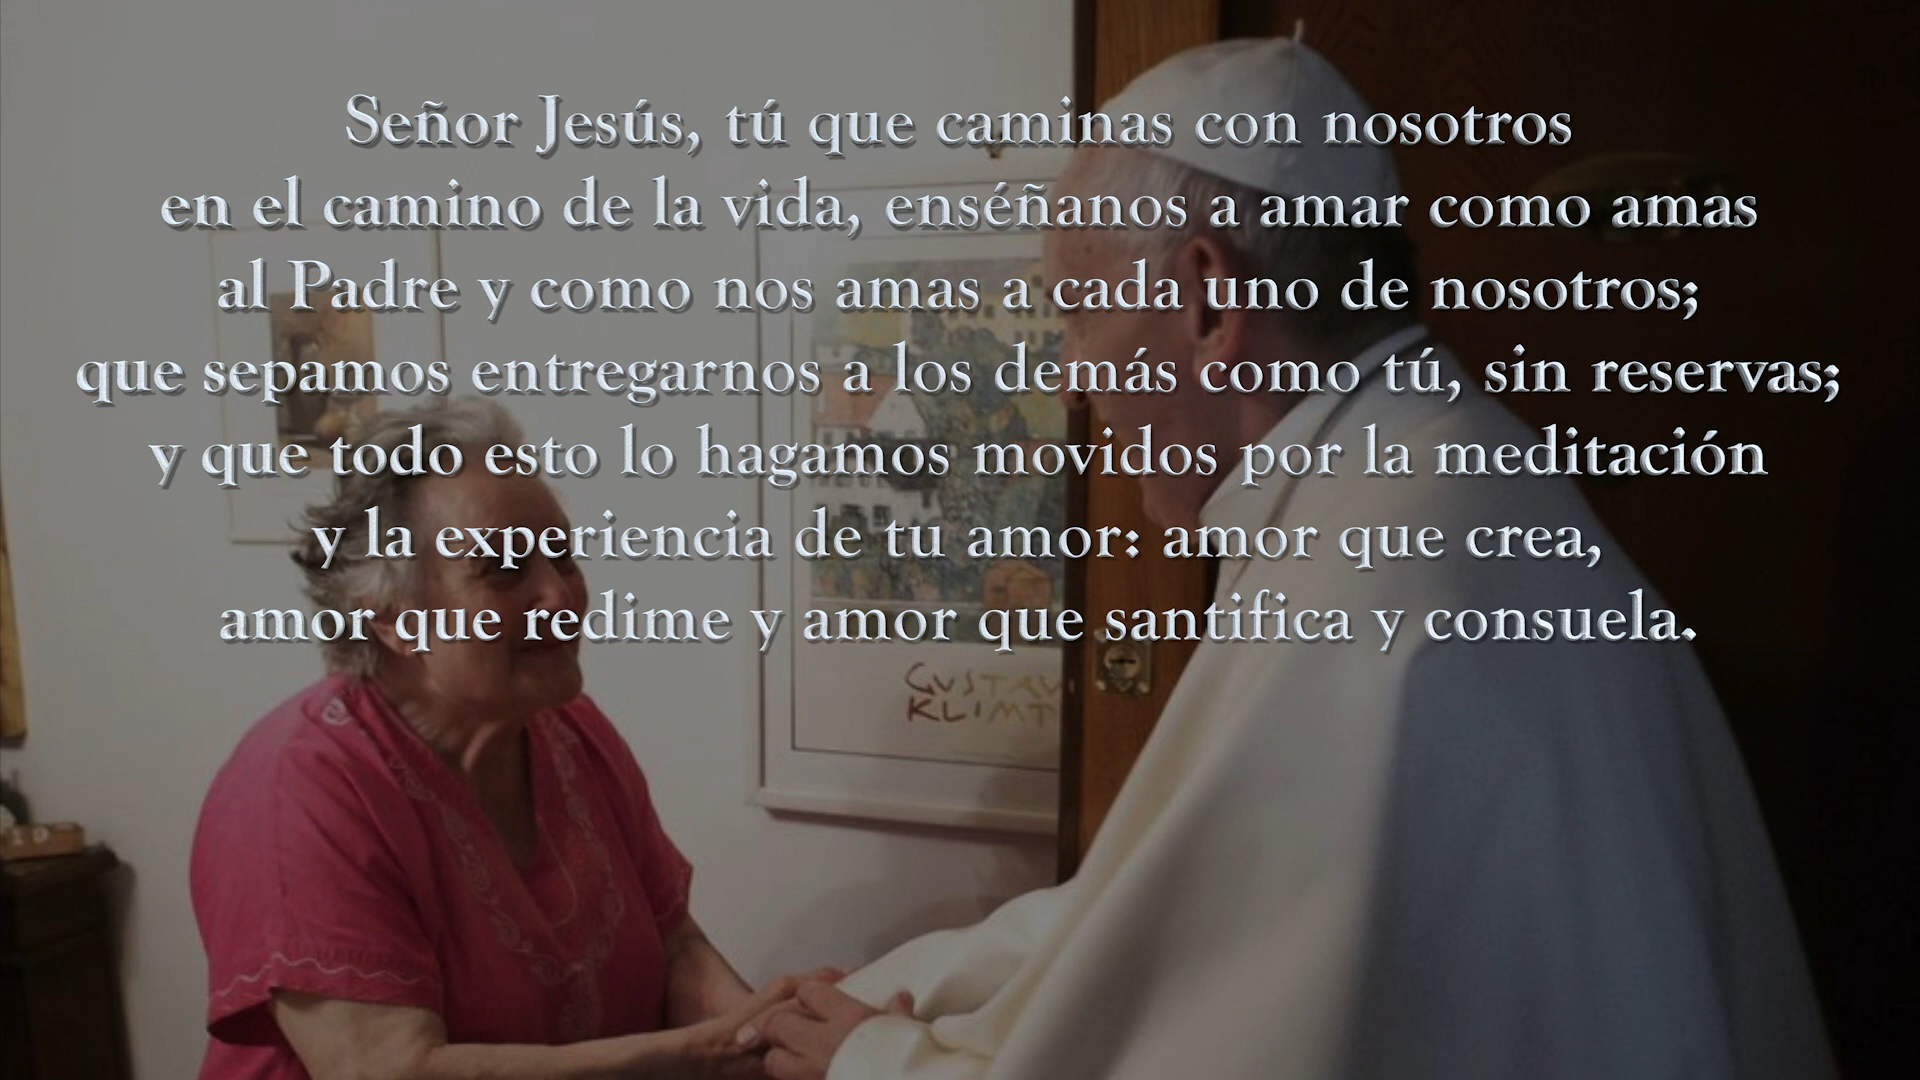 Señor Jesús, tú que caminas con nosotros
en el camino de la vida, enséñanos a amar como amas
al Padre y como nos amas a cada uno de nosotros;
que sepamos entregarnos a los demás como tú, sin reservas;
y que todo esto lo hagamos movidos por la meditación
y la experiencia de tu amor: amor que crea,
amor que redime y amor que santifica y consuela.
GUSTAV
KLIMT